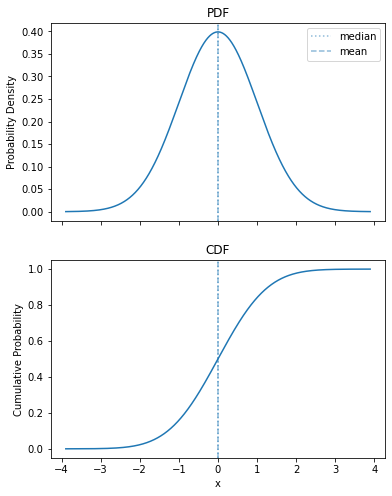 PDF
median
mean
Probability Density
0.40
0.35
0.30
0.25
0.20
0.15
0.10
0.05
0.00
CDF
Cumulative Probability
1.0
0.8
0.6
0.4
0.2
0.0
−4 −3 −2 −1 0 1 2 3 4
x